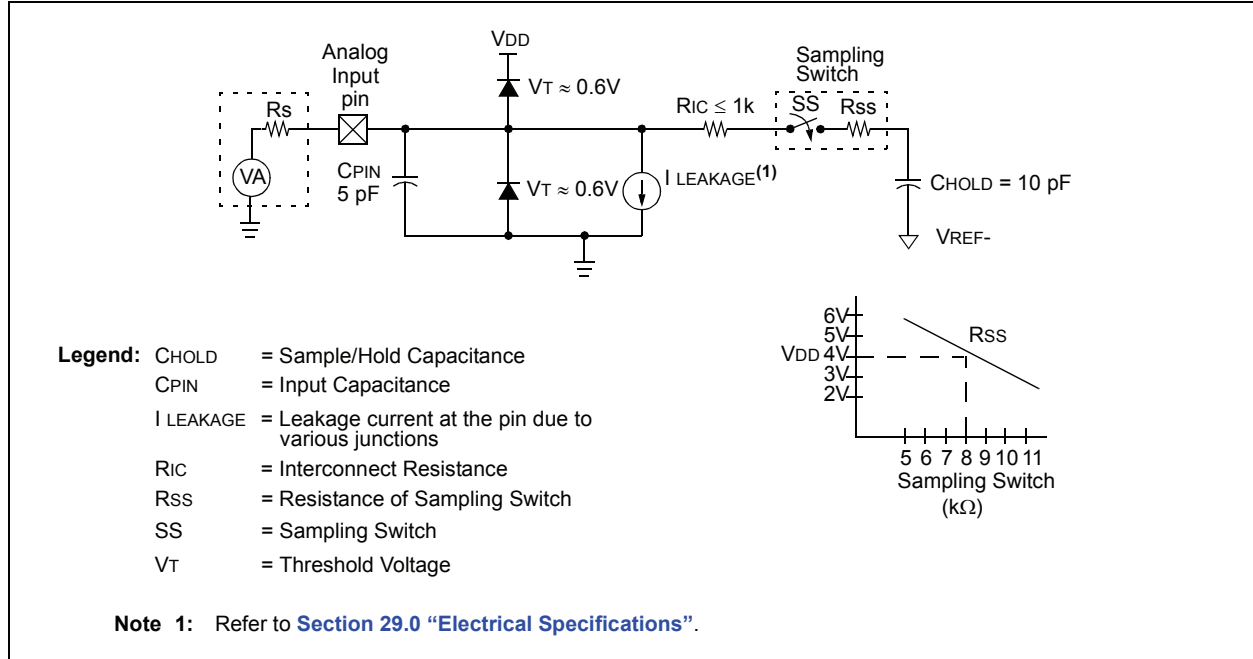 VDD
Analog
Input
pin
Sampling
Switch
VT ≈ 0.6V
Rs
RIC ≤ 1k
SS
Rss
VA
CPIN
5 pF
VT ≈ 0.6V
I LEAKAGE(1)
CHOLD = 10 pF
VREF-
6V
5V
VDD 4V
3V
2V
RSS
5 6 7 8 9 10 11
Sampling Switch
(kΩ)
Legend: CHOLD = Sample/Hold Capacitance
CPIN = Input Capacitance
I LEAKAGE = Leakage current at the pin due to
various junctions
RIC = Interconnect Resistance
RSS = Resistance of Sampling Switch
SS = Sampling Switch
VT = Threshold Voltage
Note 1: Refer to Section 29.0 “Electrical Specifications”.